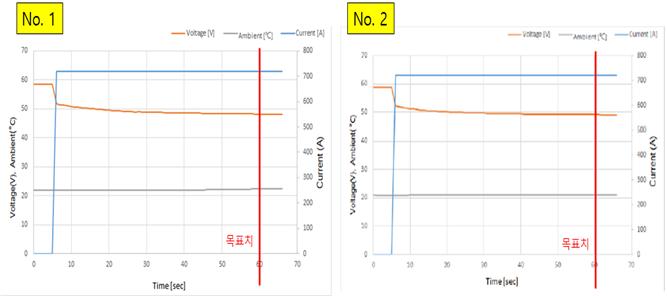 No. 1
Voltage [V] Ambient [℃] Current [A]
70
60
50
40
30
20
10
0
Voltage(V), Ambient(℃)
800
700
600
500
400
300
200
100
0
Current (A)
목표치
0 10 20 30 40 50 60 70
Time [sec]
No. 2
Voltage [V] Ambient [℃] Current [A]
70
60
50
40
30
20
10
0
Voltage(V), Ambient(℃)
800
700
600
500
400
300
200
100
0
Current (A)
목표치
0 10 20 30 40 50 60 70
Time [sec]